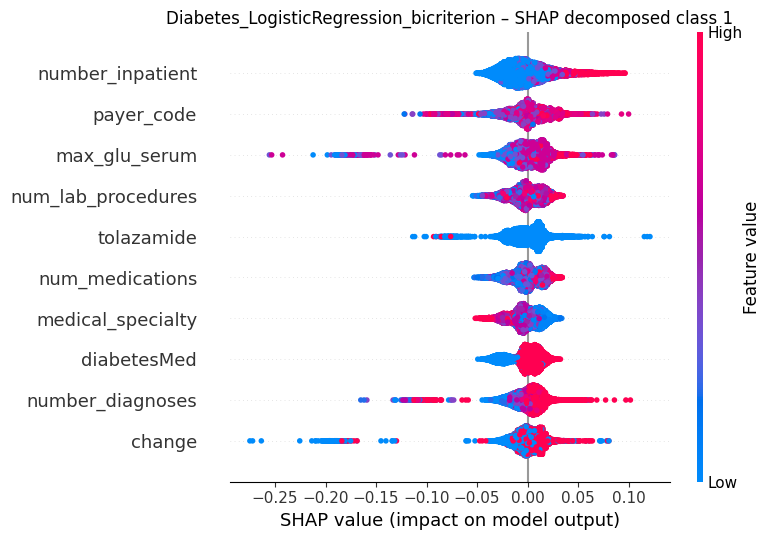 Diabetes_LogisticRegression_bicriterion – SHAP decomposed class 1
High
number_inpatient
payer_code
max_glu_serum
num_lab_procedures
tolazamide
num_medications
medical_specialty
diabetesMed
number_diagnoses
change
Feature value
Low
−0.25 −0.20 −0.15 −0.10 −0.05 0.00 0.05 0.10
SHAP value (impact on model output)